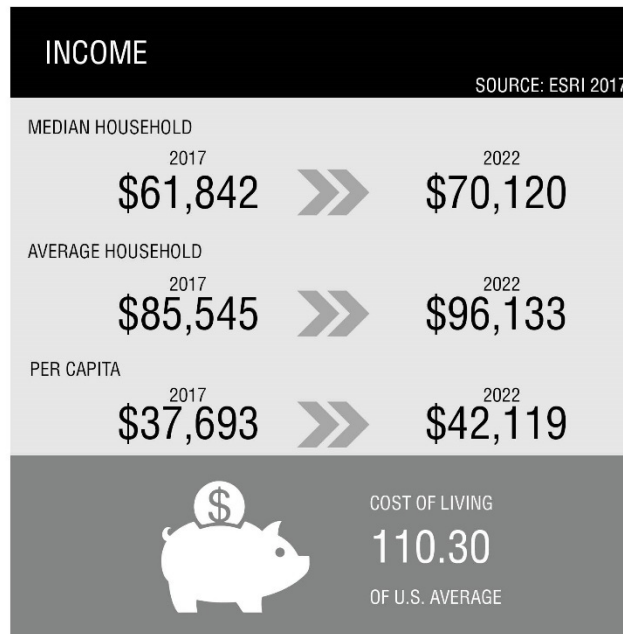 INCOME
SOURCE: ESRI 2017
MEDIAN HOUSEHOLD
2017 2022
$61,842 $70,120
AVERAGE HOUSEHOLD
2017 2022
$85,545 $96,133
PER CAPITA
2017 2022
$37,693 $42,119
$
COST OF LIVING
110.30
OF U.S. AVERAGE